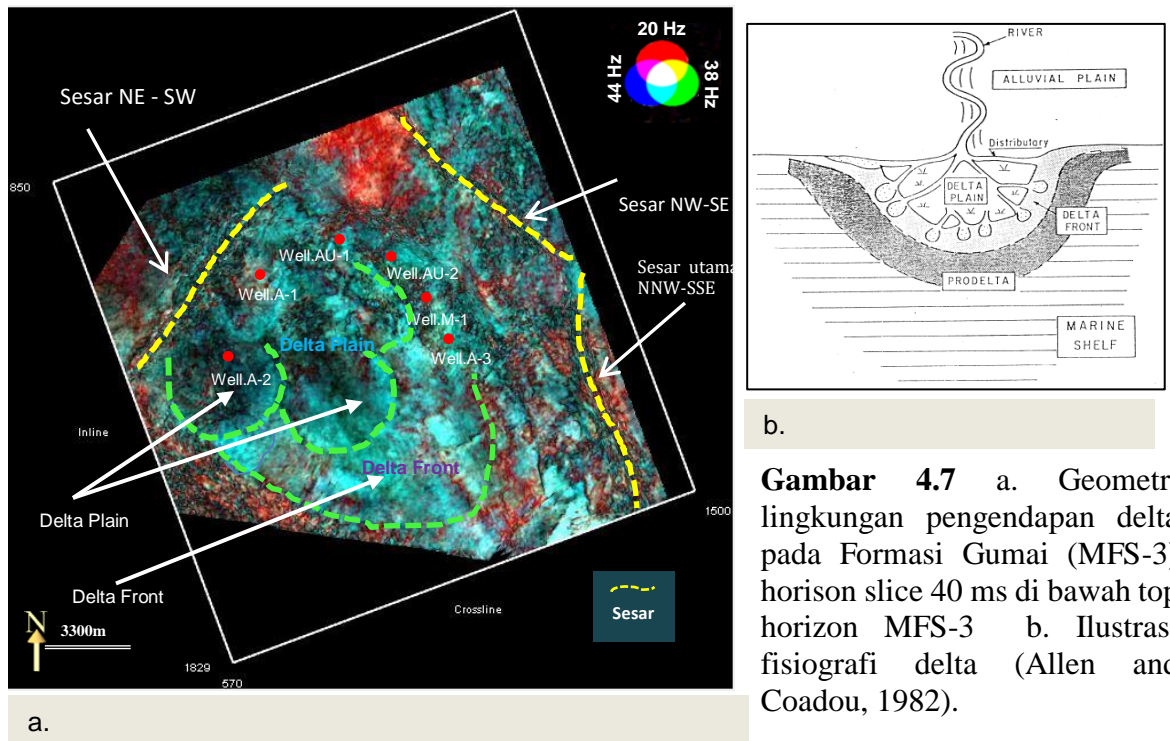 20 Hz
44 Hz
38 Hz
Sesar NE - SW
850
Sesar NW-SE
Well.AU-1
Well.AU-2
Well.A-1
Sesar utama
NNW-SSE
Well.M-1
Delta Plain
Well.A-3
Well.A-2
Inline
Delta Front
Delta Plain
1500
Delta Front
Crossline
Sesar
N
3300m
1829
570
a.
RIVER
ALLUVIAL PLAIN
Distributary
DELTA
PLAIN
DELTA
FRONT
PRODELTA
MARINE
SHELF
b.
Gambar 4.7 a. Geometr
lingkungan pengendapan delta
pada Formasi Gumai (MFS-3)
horison slice 40 ms di bawah top
horizon MFS-3 b. Ilustras
fisiografi delta (Allen and
Coadou, 1982).